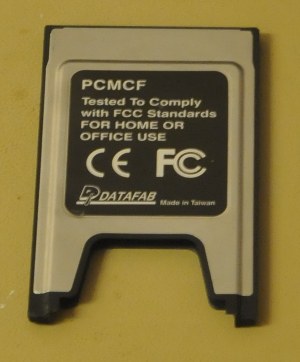 PCMCF
Tested To Comply
with FCC Standards
FOR HOME OR
OFFICE USE
CE FC
DATAFAB Made in Taiwan